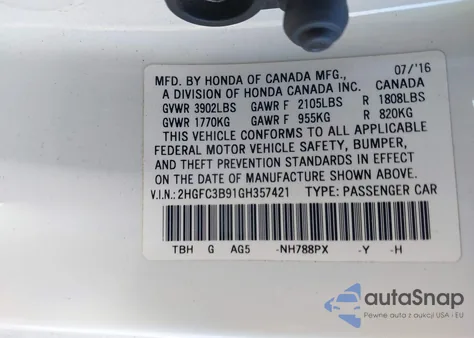 MFD. BY HONDA OF CANADA MFG., 07/'16
A DIVISION OF HONDA CANADA INC. CANADA
GVWR 3902LBS GAWR F 2105LBS R 1808LBS
GVWR 1770KG GAWR F 955KG R 820KG
THIS VEHICLE CONFORMS TO ALL APPLICABLE
FEDERAL MOTOR VEHICLE SAFETY, BUMPER,
AND THEFT PREVENTION STANDARDS IN EFFECT
ON THE DATE OF MANUFACTURE SHOWN ABOVE.
V.I.N.: 2HGFC3B91GH357421 TYPE: PASSENGER CAR
TBH G AG5 -NH788PX -Y -H
autoSnap
Pewne auta z aukcji USA i EU